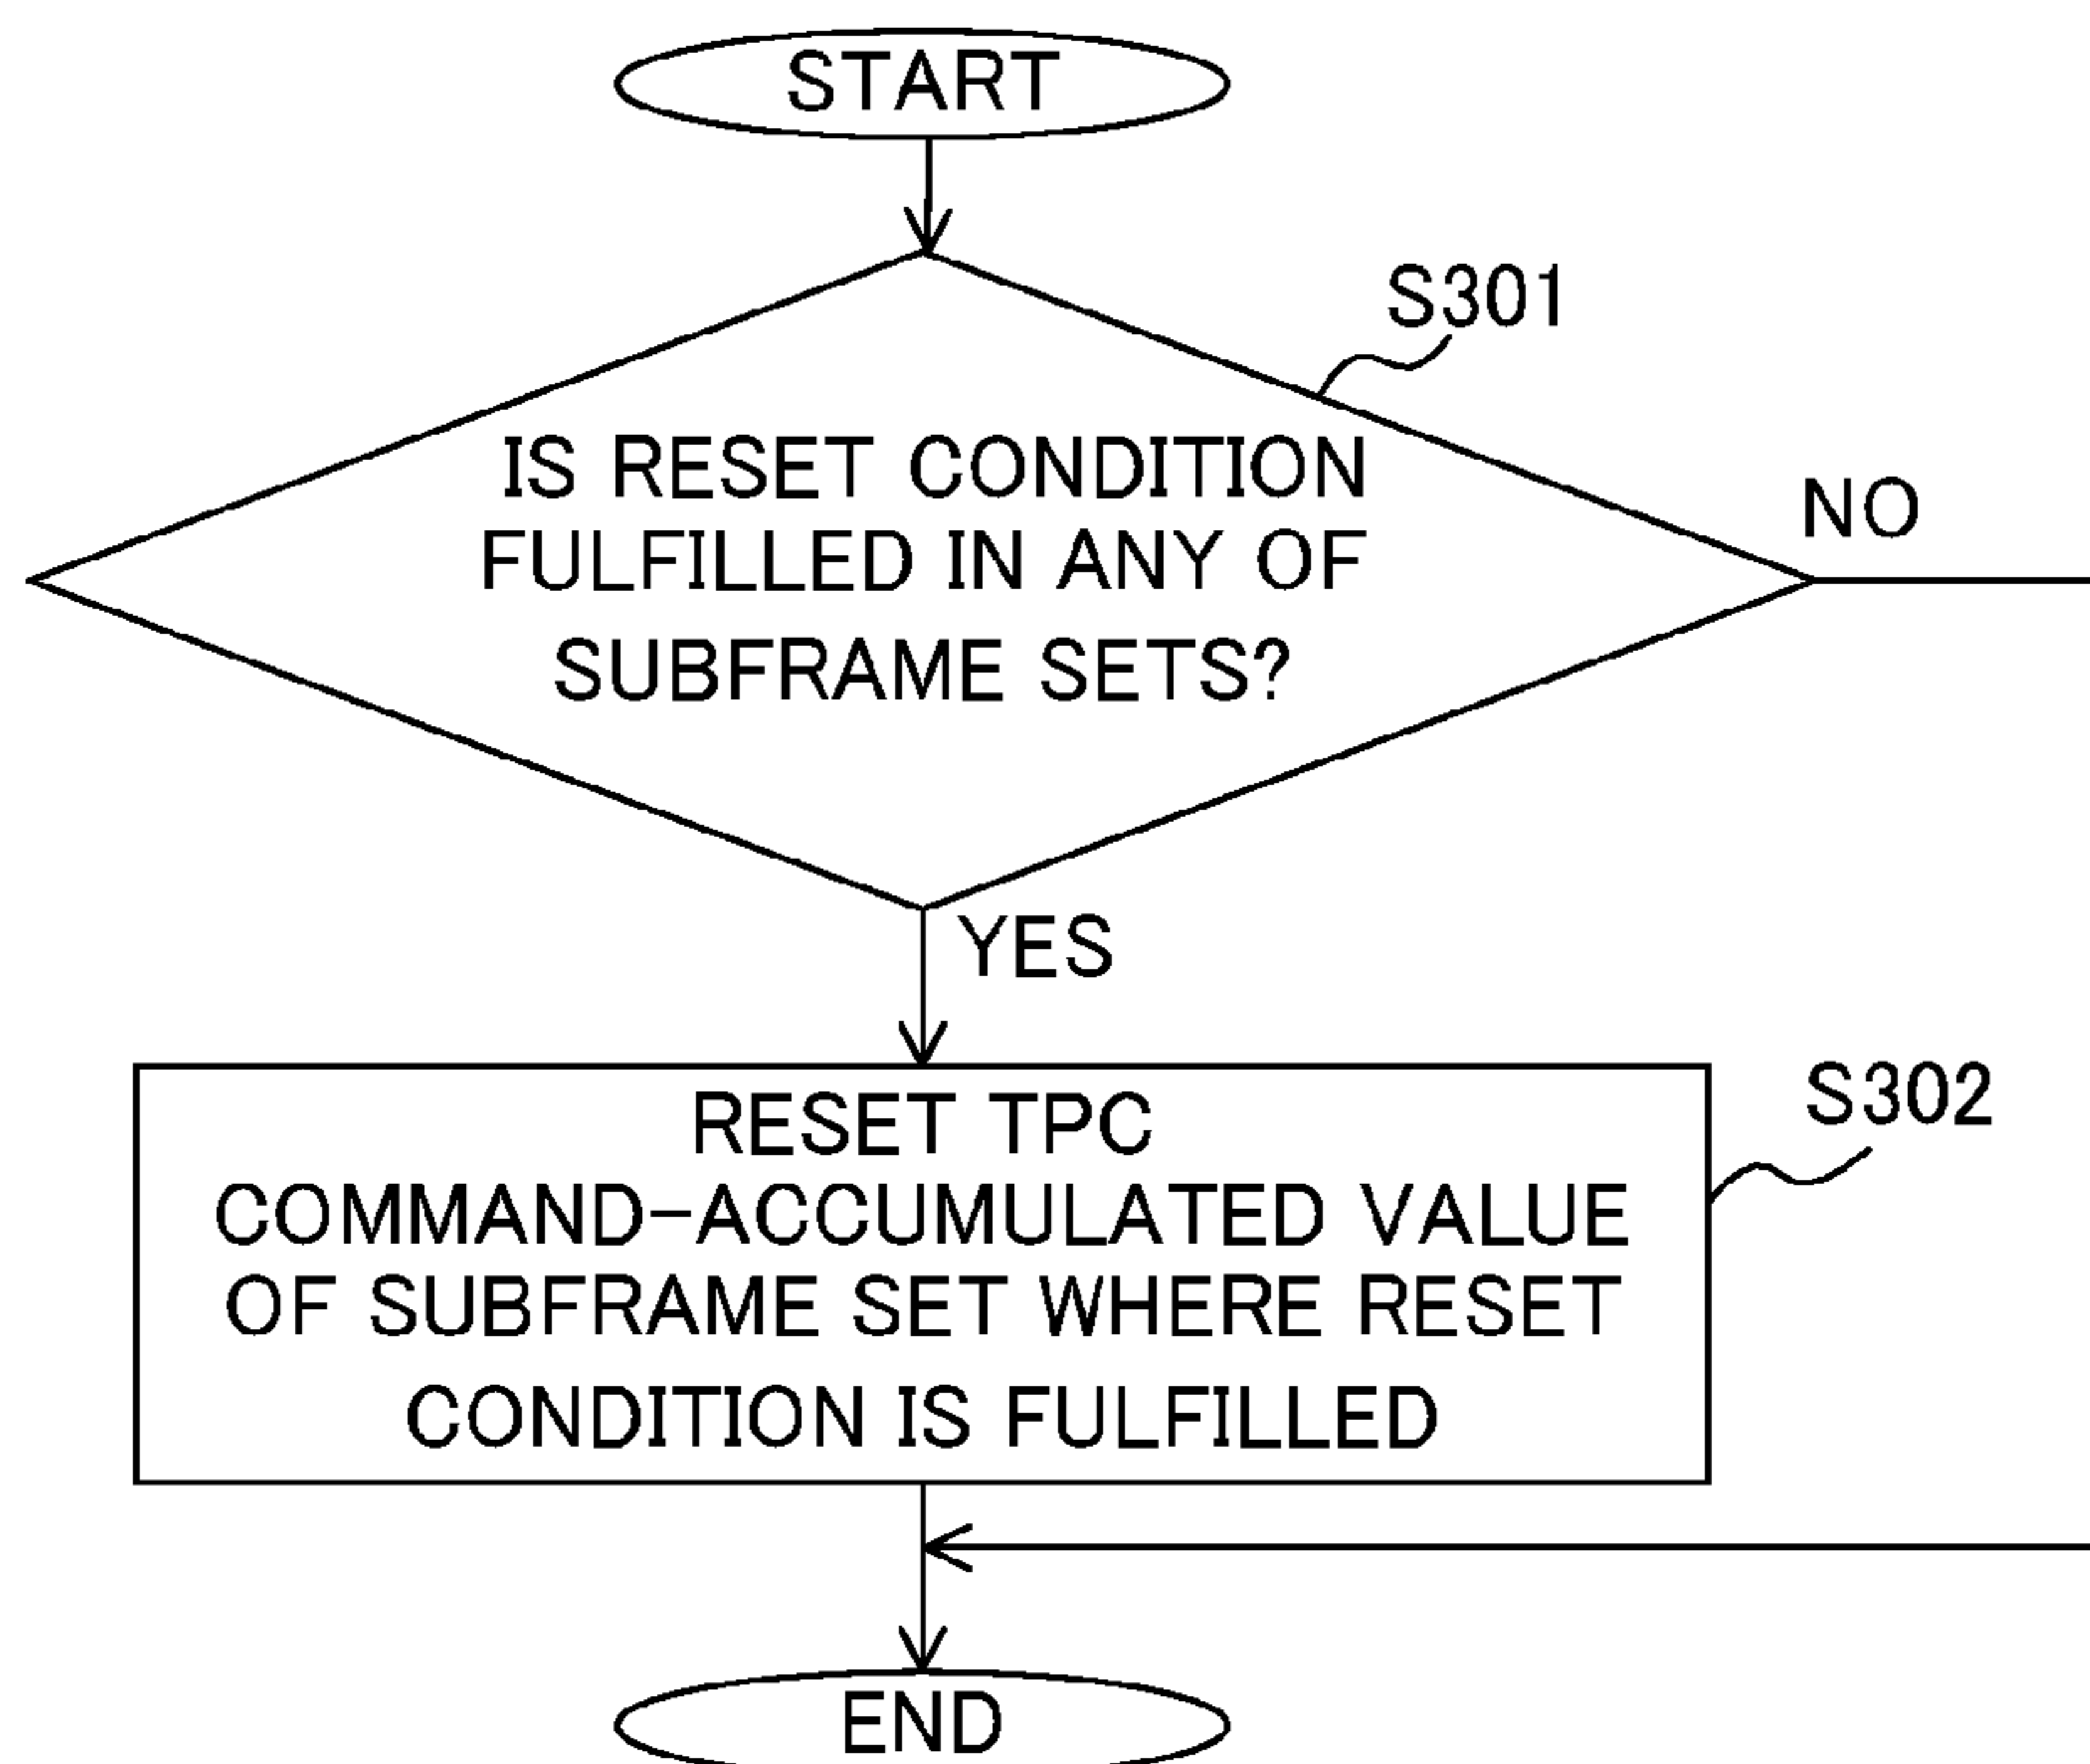 START
S301
IS RESET CONDITION
FULFILLED IN ANY OF
SUBFRAME SETS?
NO
YES
S302
RESET TPC
COMMAND-ACCUMULATED VALUE
OF SUBFRAME SET WHERE RESET
CONDITION IS FULFILLED
END